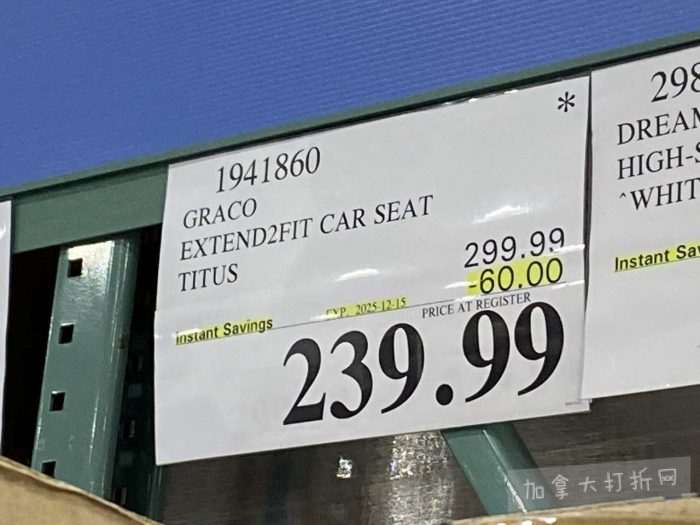 *
1941860
GRACO
EXTEND2FIT CAR SEAT
TITUS
299.99
-60.00
Instant Savings
EXP. 2025-12-15
PRICE AT REGISTER
239.99
298
DREAM
HIGH-S
^WHIT
Instant Sav
加拿大打折网